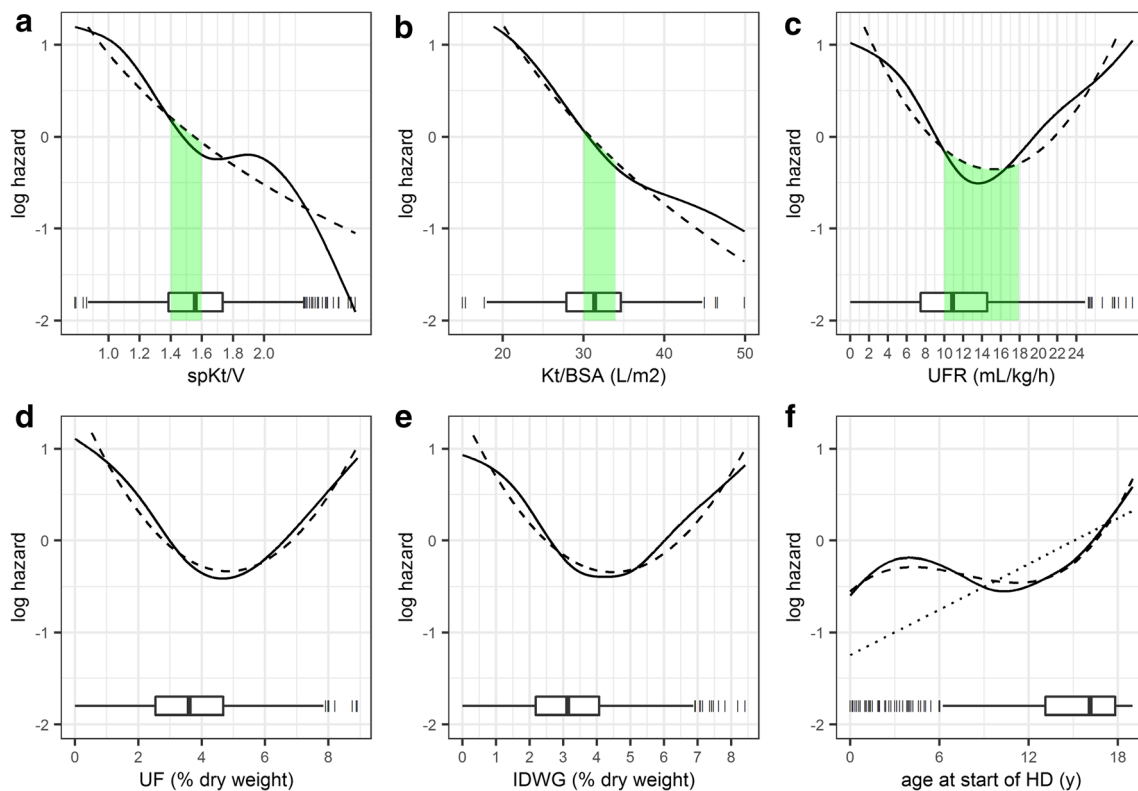 a
b
c
log hazard
log hazard
log hazard
1
0
-1
-2
1
0
-1
-2
1
0
-1
-2
1.0 1.2 1.4 1.6 1.8 2.0
20 30 40 50
0 2 4 6 8 10 12 14 16 18 20 22 24
spKt/V
Kt/BSA (L/m2)
UFR (mL/kg/h)
d
e
f
log hazard
log hazard
log hazard
1
0
-1
-2
1
0
-1
-2
1
0
-1
-2
0 2 4 6 8
0 1 2 3 4 5 6 7 8
0 6 12 18
UF (% dry weight)
IDWG (% dry weight)
age at start of HD (y)